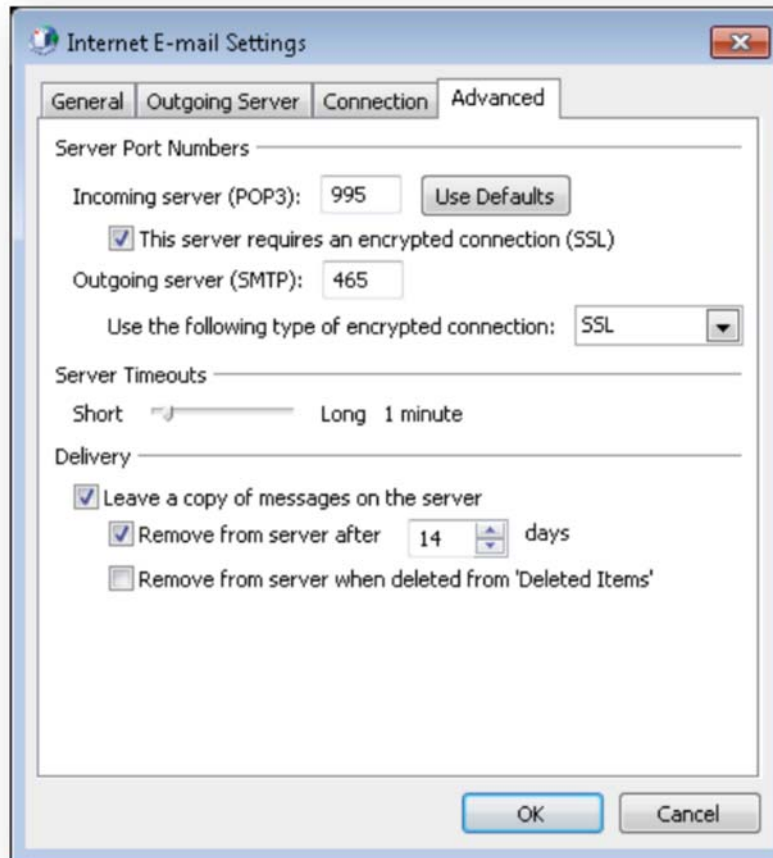 Internet E-mail Settings
General Outgoing Server Connection Advanced
Server Port Numbers
Incoming server (POP3): 995 Use Defaults
This server requires an encrypted connection (SSL)
Outgoing server (SMTP): 465
Use the following type of encrypted connection: SSL
Server Timeouts
Short Long 1 minute
Delivery
Leave a copy of messages on the server
Remove from server after 14 days
Remove from server when deleted from 'Deleted Items'
OK Cancel